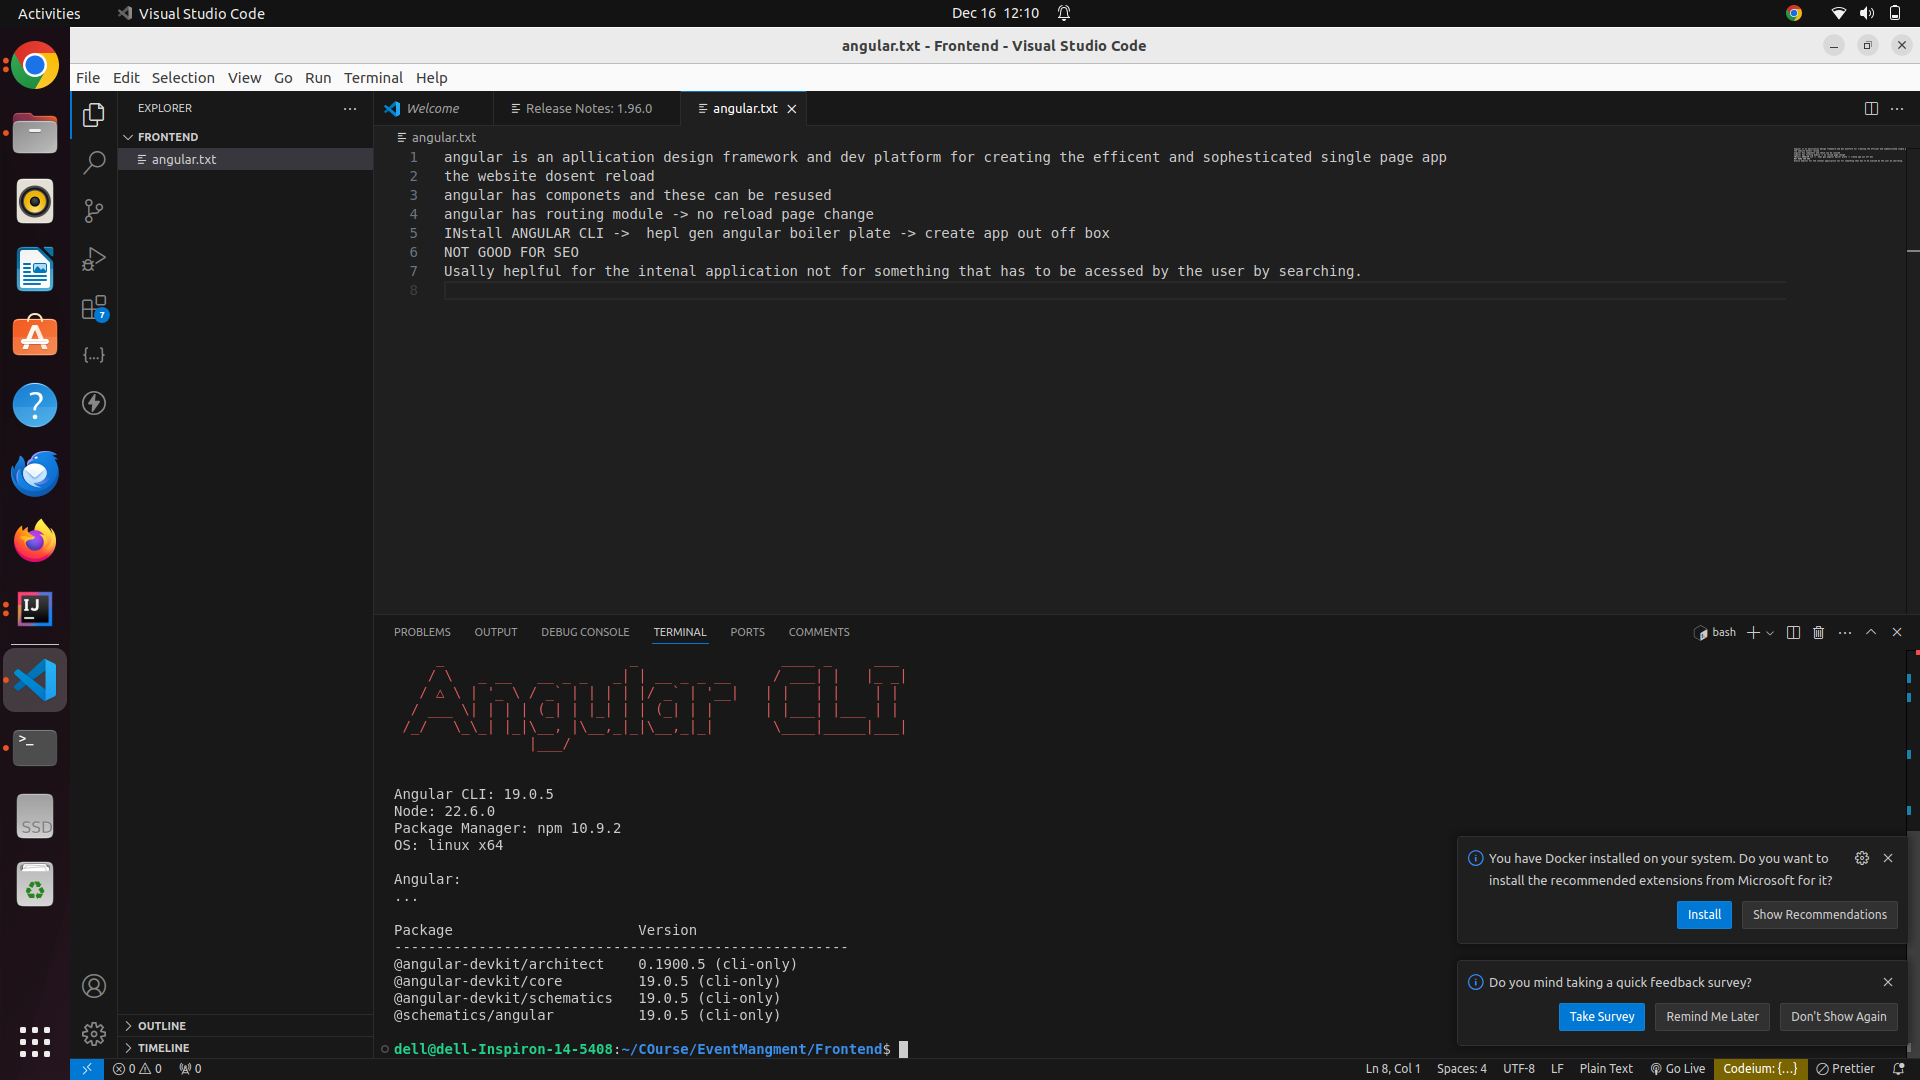 Activities
Visual Studio Code
Dec 16 12:10
angular.txt - Frontend - Visual Studio Code
File Edit Selection View Go Run Terminal Help
EXPLORER
FRONTEND
angular.txt
OUTLINE
TIMELINE
Welcome
Release Notes: 1.96.0
angular.txt
angular.txt
1 angular is an apllication design framework and dev platform for creating the efficent and sophesticated single page app
2 the website dosent reload
3 angular has componets and these can be resused
4 angular has routing module -> no reload page change
5 INstall ANGULAR CLI ->  hepl gen angular boiler plate -> create app out off box
6 NOT GOOD FOR SEO
7 Usally heplful for the intenal application not for something that has to be acessed by the user by searching.
8
PROBLEMS OUTPUT DEBUG CONSOLE TERMINAL PORTS COMMENTS
bash
Angular CLI
Angular CLI: 19.0.5
Node: 22.6.0
Package Manager: npm 10.9.2
OS: linux x64
Angular:
...
Package Version
------------------------------------------------------
@angular-devkit/architect 0.1900.5 (cli-only)
@angular-devkit/core 19.0.5 (cli-only)
@angular-devkit/schematics 19.0.5 (cli-only)
@schematics/angular 19.0.5 (cli-only)
dell@dell-Inspiron-14-5408:~/COurse/EventMangment/Frontend$
You have Docker installed on your system. Do you want to
install the recommended extensions from Microsoft for it?
Install
Show Recommendations
Do you mind taking a quick feedback survey?
Take Survey
Remind Me Later
Don't Show Again
0 0 0
Ln 8, Col 1 Spaces: 4 UTF-8 LF Plain Text Go Live Codeium: {...} Prettier
7
{...}
IJ
>_
SSD